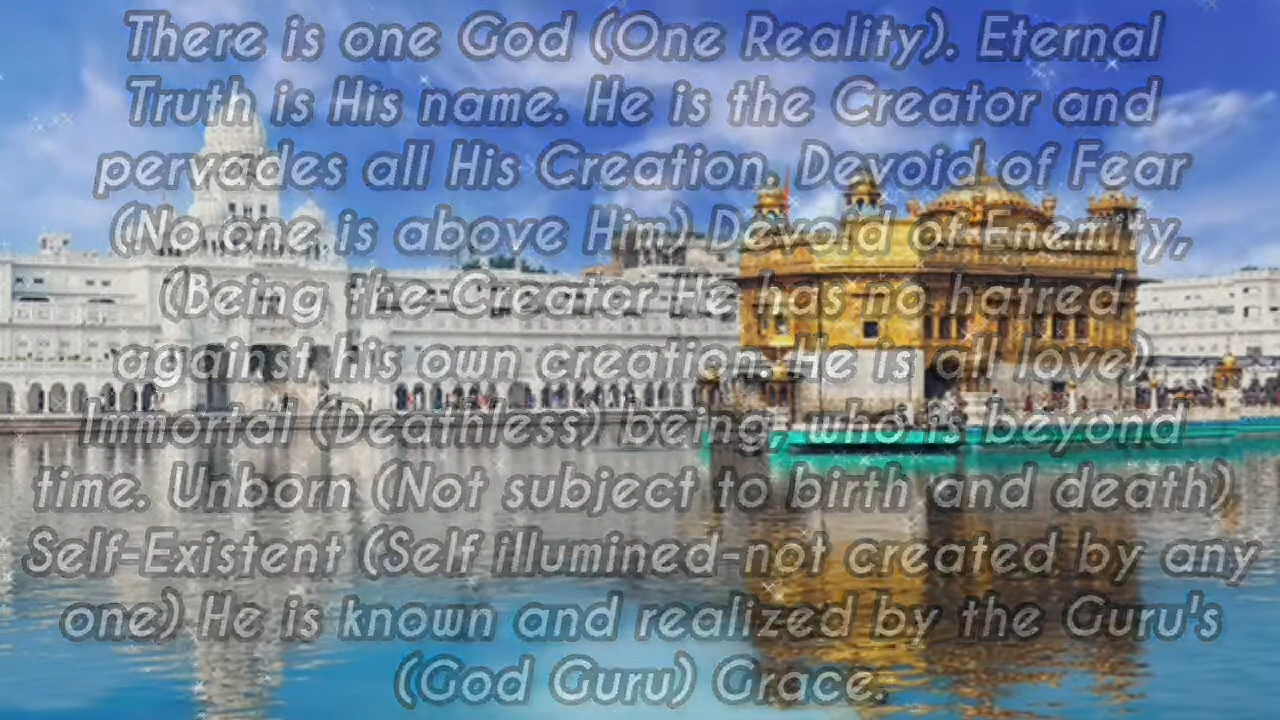 There is one God (One Reality). Eternal
Truth is His name. He is the Creator and
pervades all His Creation. Devoid of Fear
(No one is above Him) Devoid of Enemity,
(Being the Creator He has no hatred
against his own creation. He is all love)
Immortal (Deathless) being, who is beyond
time. Unborn (Not subject to birth and death)
Self-Existent (Self illumined-not created by any
one) He is known and realized by the Guru's
(God Guru) Grace.